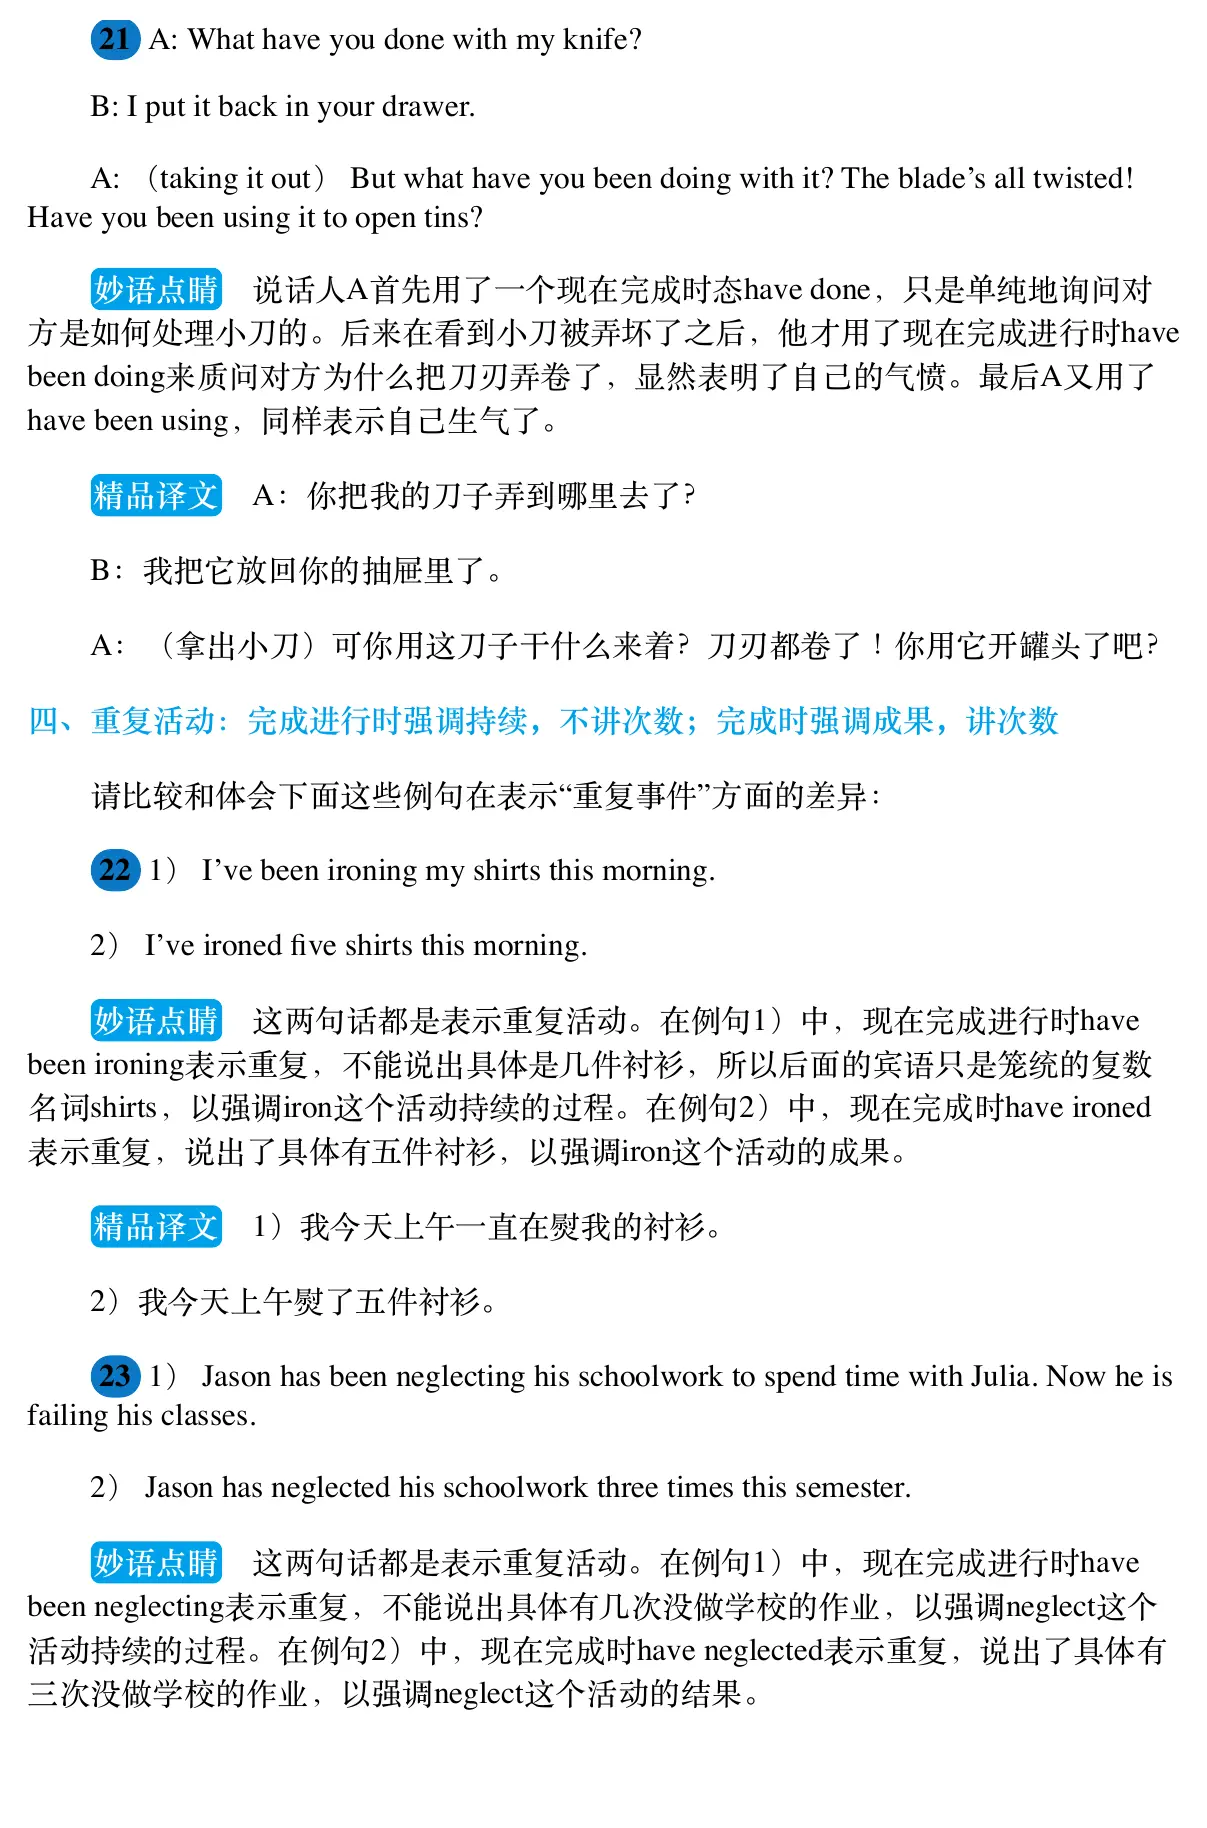 21 A: What have you done with my knife?
B: I put it back in your drawer.
A: （taking it out） But what have you been doing with it? The blade’s all twisted!
Have you been using it to open tins?
妙语点睛　说话人A首先用了一个现在完成时态have done，只是单纯地询问对
方是如何处理小刀的。后来在看到小刀被弄坏了之后，他才用了现在完成进行时have
been doing来质问对方为什么把刀刃弄卷了，显然表明了自己的气愤。最后A又用了
have been using，同样表示自己生气了。
精品译文　A：你把我的刀子弄到哪里去了？
B：我把它放回你的抽屉里了。
A：（拿出小刀）可你用这刀子干什么来着？刀刃都卷了！你用它开罐头了吧？
四、重复活动：完成进行时强调持续，不讲次数；完成时强调成果，讲次数
请比较和体会下面这些例句在表示“重复事件”方面的差异：
22 1） I’ve been ironing my shirts this morning.
2） I’ve ironed five shirts this morning.
妙语点睛　这两句话都是表示重复活动。在例句1）中，现在完成进行时have
been ironing表示重复，不能说出具体是几件衬衫，所以后面的宾语只是笼统的复数
名词shirts，以强调iron这个活动持续的过程。在例句2）中，现在完成时have ironed
表示重复，说出了具体有五件衬衫，以强调iron这个活动的成果。
精品译文　1）我今天上午一直在熨我的衬衫。
2）我今天上午熨了五件衬衫。
23 1） Jason has been neglecting his schoolwork to spend time with Julia. Now he is
failing his classes.
2） Jason has neglected his schoolwork three times this semester.
妙语点睛　这两句话都是表示重复活动。在例句1）中，现在完成进行时have
been neglecting表示重复，不能说出具体有几次没做学校的作业，以强调neglect这个
活动持续的过程。在例句2）中，现在完成时have neglected表示重复，说出了具体有
三次没做学校的作业，以强调neglect这个活动的结果。